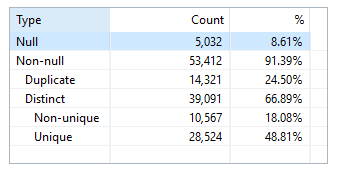 Type Count %
Null 5,032 8.61%
Non-null 53,412 91.39%
Duplicate 14,321 24.50%
Distinct 39,091 66.89%
Non-unique 10,567 18.08%
Unique 28,524 48.81%